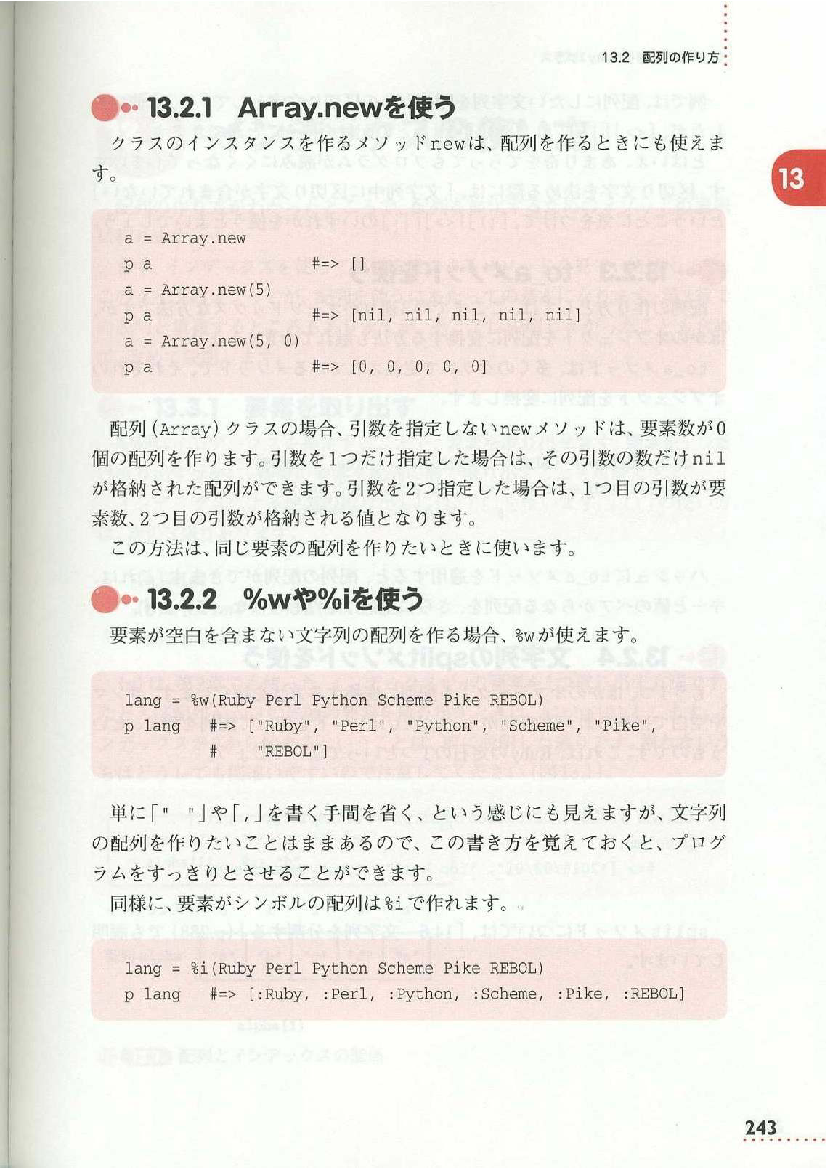 13.2 配列の作り方
13.2.1 Array.newを使う
クラスのインスタンスを作るメソッドnewは、配列を作るときにも使えま
す。
13
a = Array.new
p a #=> []
a = Array.new(5)
p a #=> [nil, nil, nil, nil, nil]
a = Array.new(5, 0)
p a #=> [0, 0, 0, 0, 0]
配列(Array)クラスの場合、引数を指定しないnewメソッドは、要素数が0
個の配列を作ります。引数を1つだけ指定した場合は、その引数の数だけnil
が格納された配列ができます。引数を2つ指定した場合は、1つ目の引数が要
素数、2つ目の引数が格納される値となります。
この方法は、同じ要素の配列を作りたいときに使います。
13.2.2 %wや%iを使う
要素が空白を含まない文字列の配列を作る場合、%wが使えます。
lang = %w(Ruby Perl Python Scheme Pike REBOL)
p lang #=> ["Ruby", "Perl", "Python", "Scheme", "Pike",
# "REBOL"]
単に「" "」や「,」を書く手間を省く、という感じにも見えますが、文字列
の配列を作りたいことはままあるので、この書き方を覚えておくと、プログ
ラムをすっきりとさせることができます。
同様に、要素がシンボルの配列は%iで作れます。
lang = %i(Ruby Perl Python Scheme Pike REBOL)
p lang #=> [:Ruby, :Perl, :Python, :Scheme, :Pike, :REBOL]
243